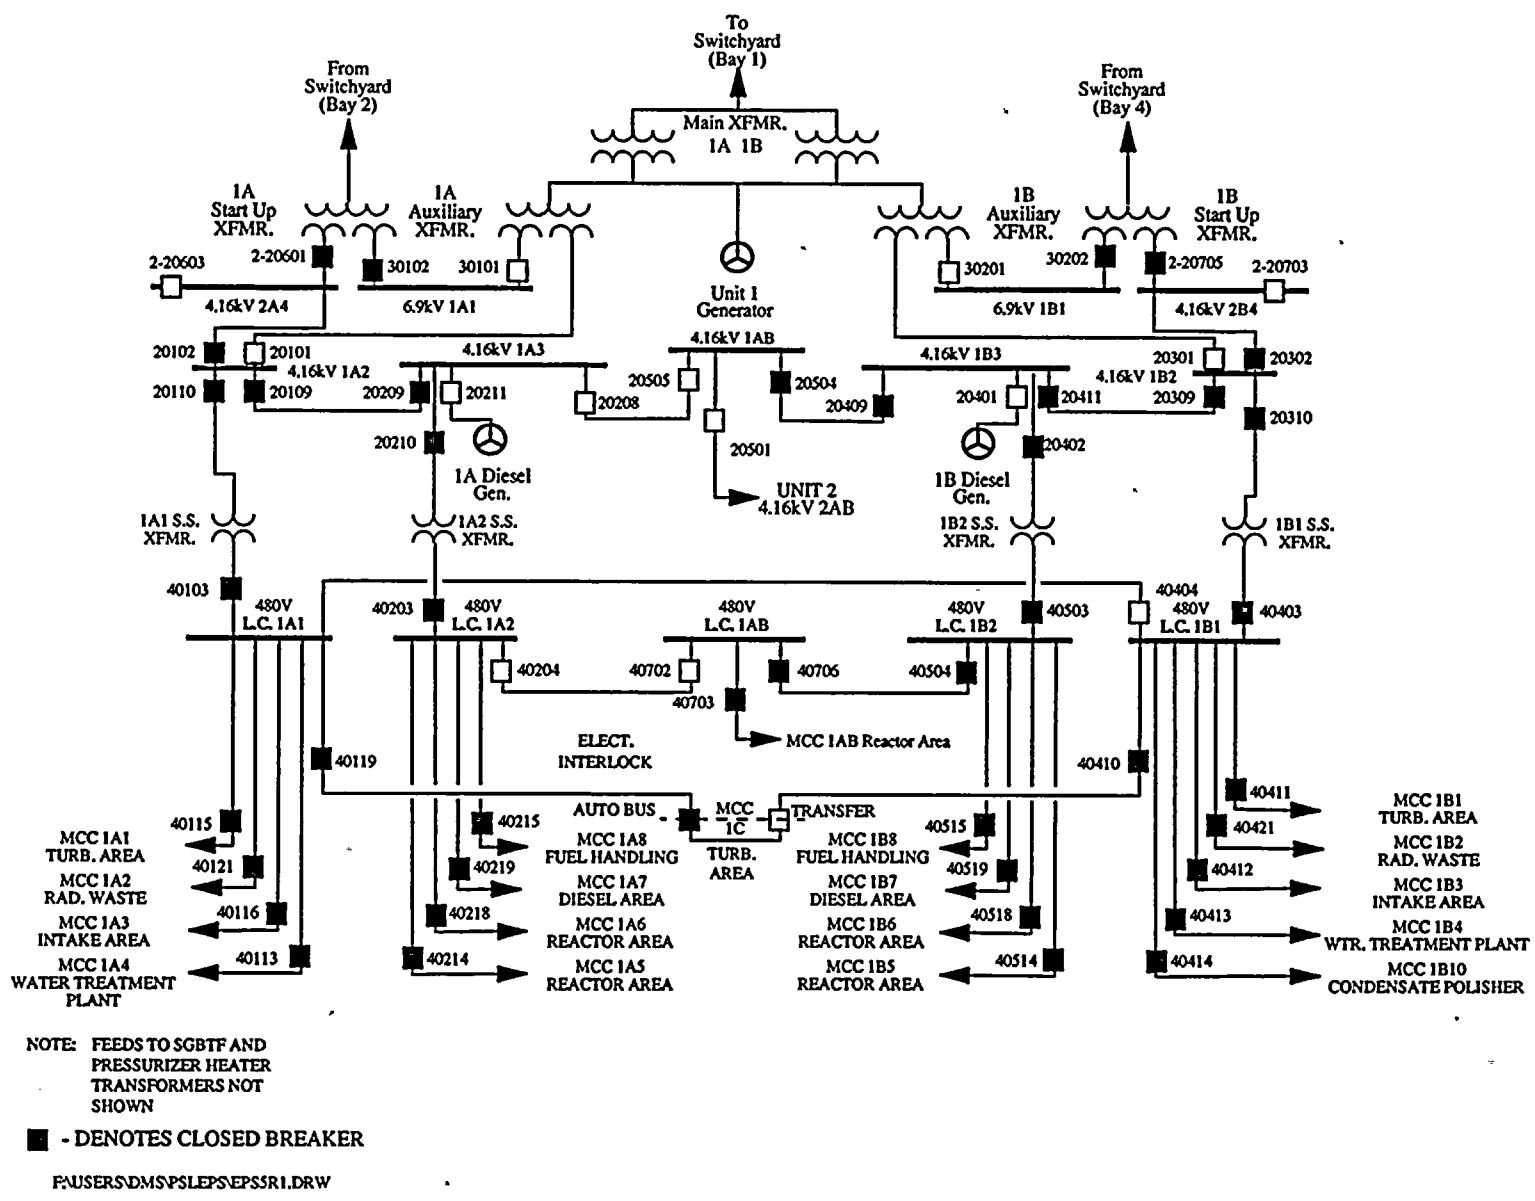 To
Switchyard
(Bay 1)
From
Switchyard
(Bay 2)
From
Switchyard
(Bay 4)
Main XFMR.
1A 1B
1A
Start Up
XFMR.
1A
Auxiliary
XFMR.
1B
Auxiliary
XFMR.
1B
Start Up
XFMR.
2-20601
30102
30101
30201
30202
2-20705
2-20603
2-20703
4.16kV 2A4
6.9kV 1A1
Unit 1
Generator
6.9kV 1B1
4.16kV 2B4
20102
20101
4.16kV 1A3
4.16kV 1AB
4.16kV 1B3
20301
20302
4.16kV 1A2
4.16kV 1B2
20110
20109
20209
20211
20208
20505
20504
20409
20401
20411
20309
20310
20210
20501
20402
1A Diesel
Gen.
1B Diesel
Gen.
UNIT 2
4.16kV 2AB
1A1 S.S.
XFMR.
1A2 S.S.
XFMR.
1B2 S.S.
XFMR.
1B1 S.S.
XFMR.
40103
40203
40503
40404
40403
480V
L.C. 1A1
480V
L.C. 1A2
480V
L.C. 1AB
480V
L.C. 1B2
480V
L.C. 1B1
40204
40702
40706
40504
40703
MCC 1AB Reactor Area
ELECT.
INTERLOCK
40119
40410
AUTO BUS
MCC
1C
TRANSFER
TURB.
AREA
40115
40121
40116
40113
MCC 1A1
TURB. AREA
MCC 1A2
RAD. WASTE
MCC 1A3
INTAKE AREA
MCC 1A4
WATER TREATMENT
PLANT
40215
40219
40218
40214
MCC 1A8
FUEL HANDLING
MCC 1A7
DIESEL AREA
MCC 1A6
REACTOR AREA
MCC 1A5
REACTOR AREA
MCC 1B8
FUEL HANDLING
MCC 1B7
DIESEL AREA
MCC 1B6
REACTOR AREA
MCC 1B5
REACTOR AREA
40515
40519
40518
40514
40411
40421
40412
40413
40414
MCC 1B1
TURB. AREA
MCC 1B2
RAD. WASTE
MCC 1B3
INTAKE AREA
MCC 1B4
WTR. TREATMENT PLANT
MCC 1B10
CONDENSATE POLISHER
NOTE: FEEDS TO SGBTF AND
PRESSURIZER HEATER
TRANSFORMERS NOT
SHOWN
- DENOTES CLOSED BREAKER
F:\USERS\DMS\PSLEPS\EPS5R1.DRW